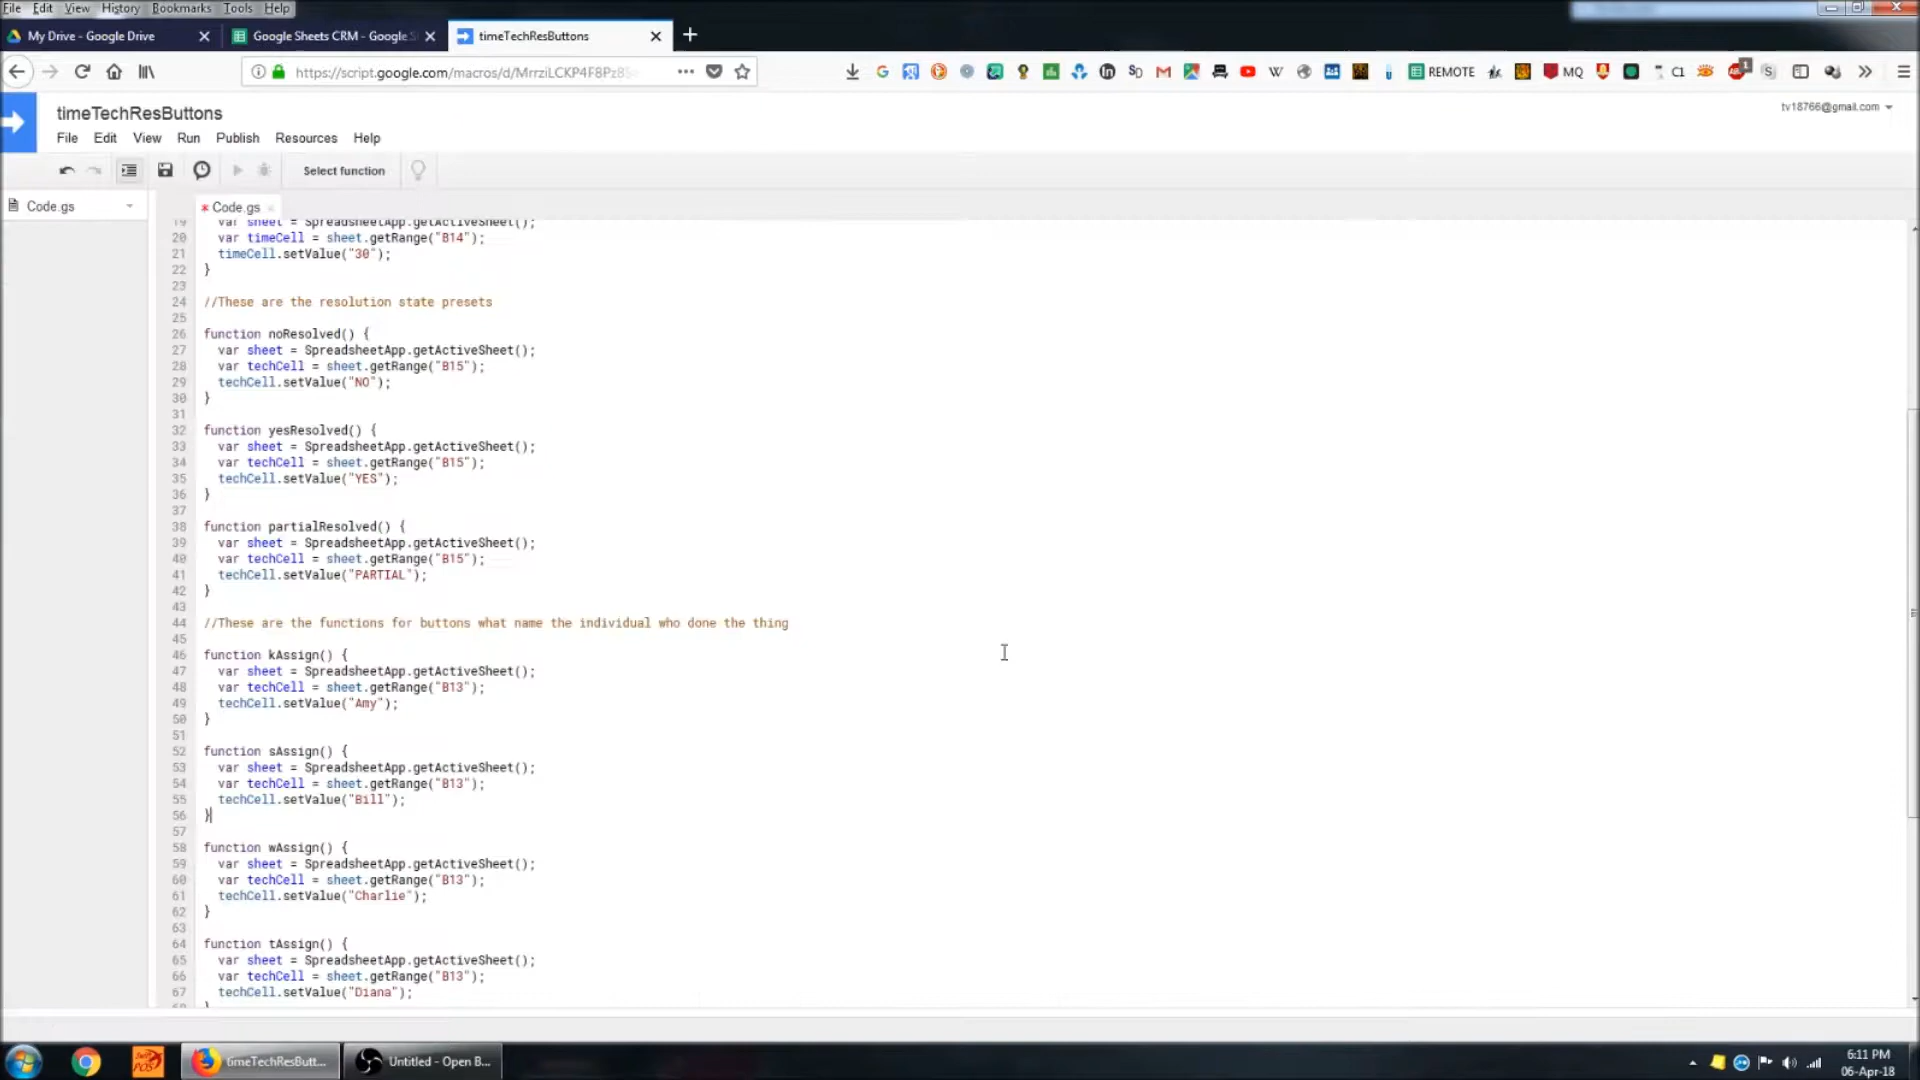 File Edit View History Bookmarks Tools Help
My Drive - Google Drive
Google Sheets CRM - Google S
timeTechResButtons
https://script.google.com/macros/d/MrrziLCKP4F8Pz8S
REMOTE
MQ
C1
1
timeTechResButtons
tv18766@gmail.com
File Edit View Run Publish Resources Help
Select function
Code.gs
* Code.gs
19 var sheet = SpreadsheetApp.getActiveSheet();
20 var timeCell = sheet.getRange("B14");
21 timeCell.setValue("30");
22 }
23
24 //These are the resolution state presets
25
26 function noResolved() {
27 var sheet = SpreadsheetApp.getActiveSheet();
28 var techCell = sheet.getRange("B15");
29 techCell.setValue("NO");
30 }
31
32 function yesResolved() {
33 var sheet = SpreadsheetApp.getActiveSheet();
34 var techCell = sheet.getRange("B15");
35 techCell.setValue("YES");
36 }
37
38 function partialResolved() {
39 var sheet = SpreadsheetApp.getActiveSheet();
40 var techCell = sheet.getRange("B15");
41 techCell.setValue("PARTIAL");
42 }
43
44 //These are the functions for buttons what name the individual who done the thing
45
46 function kAssign() {
47 var sheet = SpreadsheetApp.getActiveSheet();
48 var techCell = sheet.getRange("B13");
49 techCell.setValue("Amy");
50 }
51
52 function sAssign() {
53 var sheet = SpreadsheetApp.getActiveSheet();
54 var techCell = sheet.getRange("B13");
55 techCell.setValue("Bill");
56 }
57
58 function wAssign() {
59 var sheet = SpreadsheetApp.getActiveSheet();
60 var techCell = sheet.getRange("B13");
61 techCell.setValue("Charlie");
62 }
63
64 function tAssign() {
65 var sheet = SpreadsheetApp.getActiveSheet();
66 var techCell = sheet.getRange("B13");
67 techCell.setValue("Diana");
timeTechResButt...
Untitled - Open B...
6:11 PM
06-Apr-18